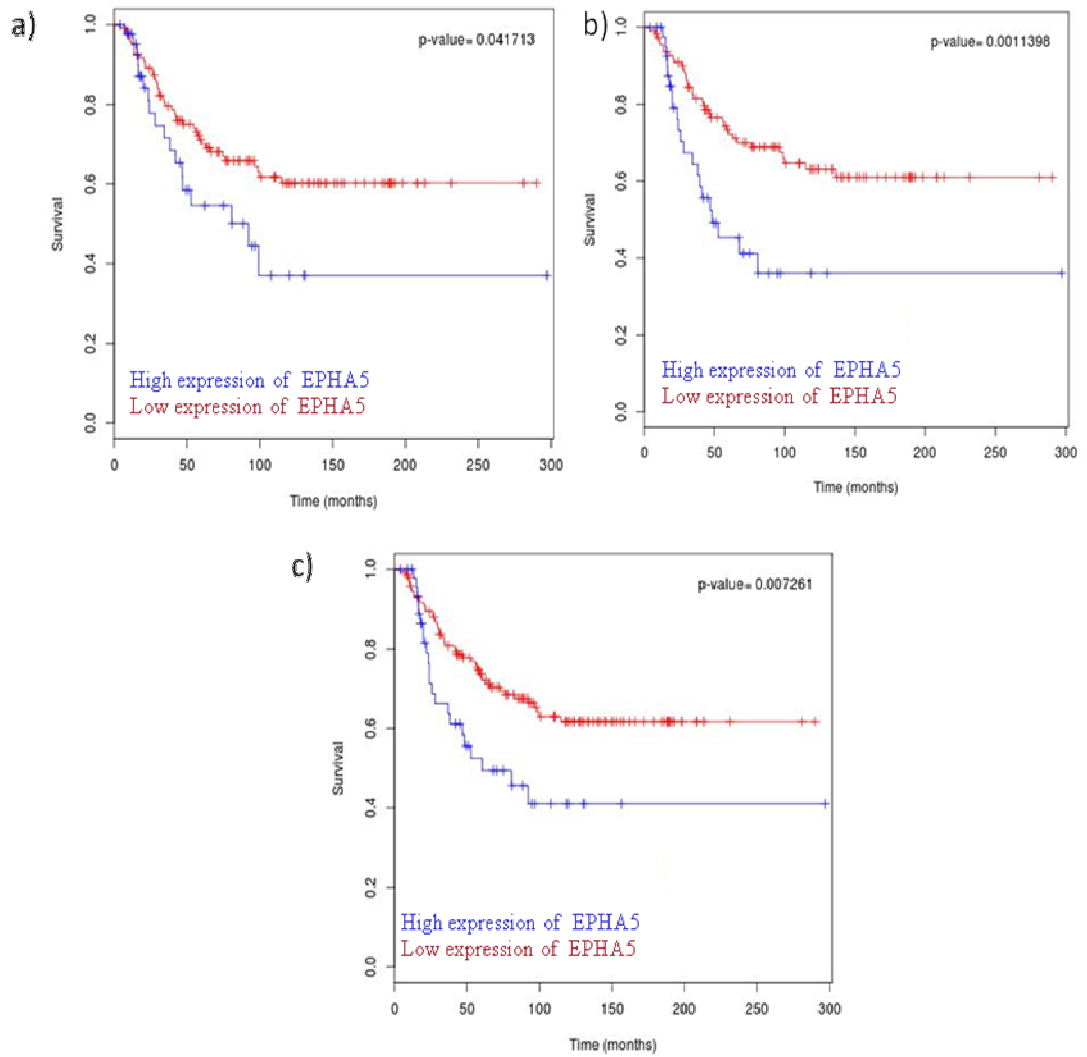 a)
p-value= 0.041713
1.0
0.8
0.6
0.4
0.2
0.0
Survival
High expression of EPHA5
Low expression of EPHA5
0 50 100 150 200 250 300
Time (months)
b)
p-value= 0.0011398
1.0
0.8
0.6
0.4
0.2
0.0
Survival
High expression of EPHA5
Low expression of EPHA5
0 50 100 150 200 250 300
Time (months)
c)
p-value= 0.007261
1.0
0.8
0.6
0.4
0.2
0.0
Survival
High expression of EPHA5
Low expression of EPHA5
0 50 100 150 200 250 300
Time (months)